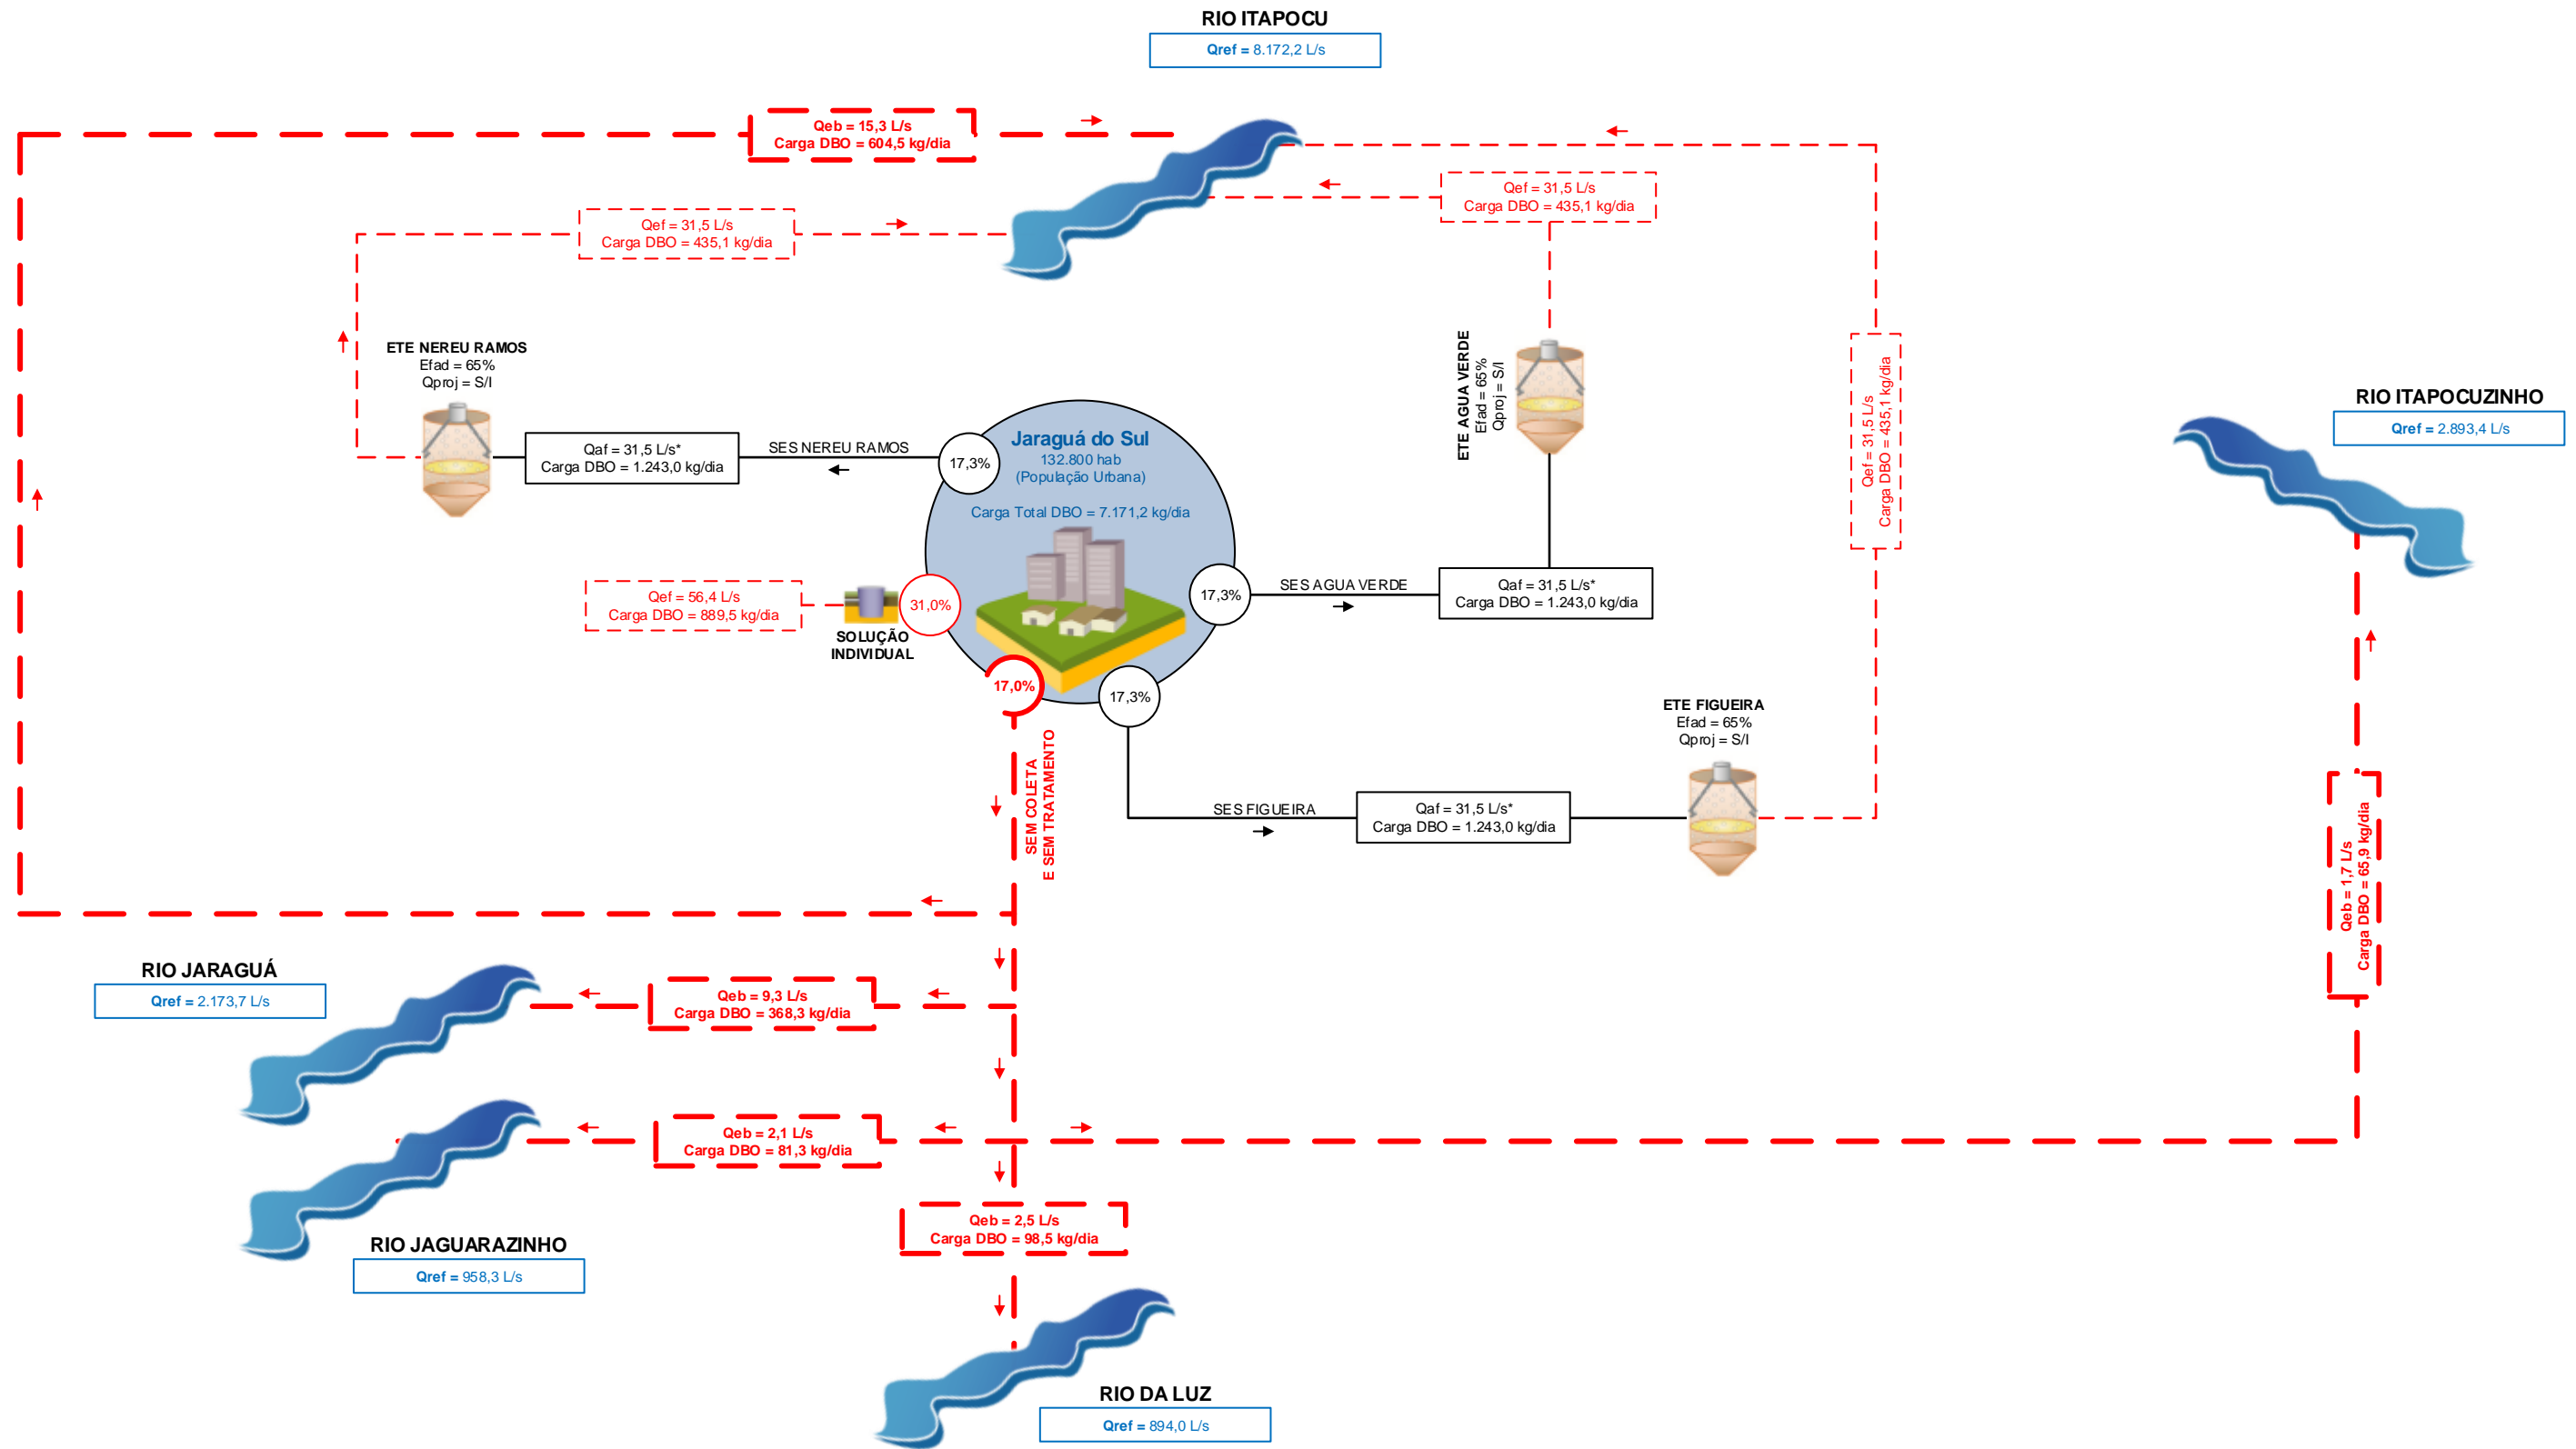 RIO ITAPOCU
Qref = 8.172,2 L/s
Qeb = 15,3 L/s
Carga DBO = 604,5 kg/dia
Qef = 31,5 L/s
Carga DBO = 435,1 kg/dia
Qef = 31,5 L/s
Carga DBO = 435,1 kg/dia
ETE NEREU RAMOS
Efad = 65%
Qproj = S/I
Qaf = 31,5 L/s*
Carga DBO = 1.243,0 kg/dia
SES NEREU RAMOS
17,3%
Jaraguá do Sul
132.800 hab
(População Urbana)
Carga Total DBO = 7.171,2 kg/dia
ETE AGUA VERDE
Efad = 65%
Qproj = S/I
Qef = 31,5 L/s
Carga DBO = 435,1 kg/dia
RIO ITAPOCUZINHO
Qref = 2.893,4 L/s
Qef = 56,4 L/s
Carga DBO = 889,5 kg/dia
SOLUÇÃO
INDIVIDUAL
31,0%
17,3%
SES AGUA VERDE
Qaf = 31,5 L/s*
Carga DBO = 1.243,0 kg/dia
17,0%
17,3%
SEM COLETA
E SEM TRATAMENTO
SES FIGUEIRA
Qaf = 31,5 L/s*
Carga DBO = 1.243,0 kg/dia
ETE FIGUEIRA
Efad = 65%
Qproj = S/I
Qeb = 1,7 L/s
Carga DBO = 65,9 kg/dia
RIO JARAGUÁ
Qref = 2.173,7 L/s
Qeb = 9,3 L/s
Carga DBO = 368,3 kg/dia
Qeb = 2,1 L/s
Carga DBO = 81,3 kg/dia
RIO JAGUARAZINHO
Qref = 958,3 L/s
Qeb = 2,5 L/s
Carga DBO = 98,5 kg/dia
RIO DA LUZ
Qref = 894,0 L/s